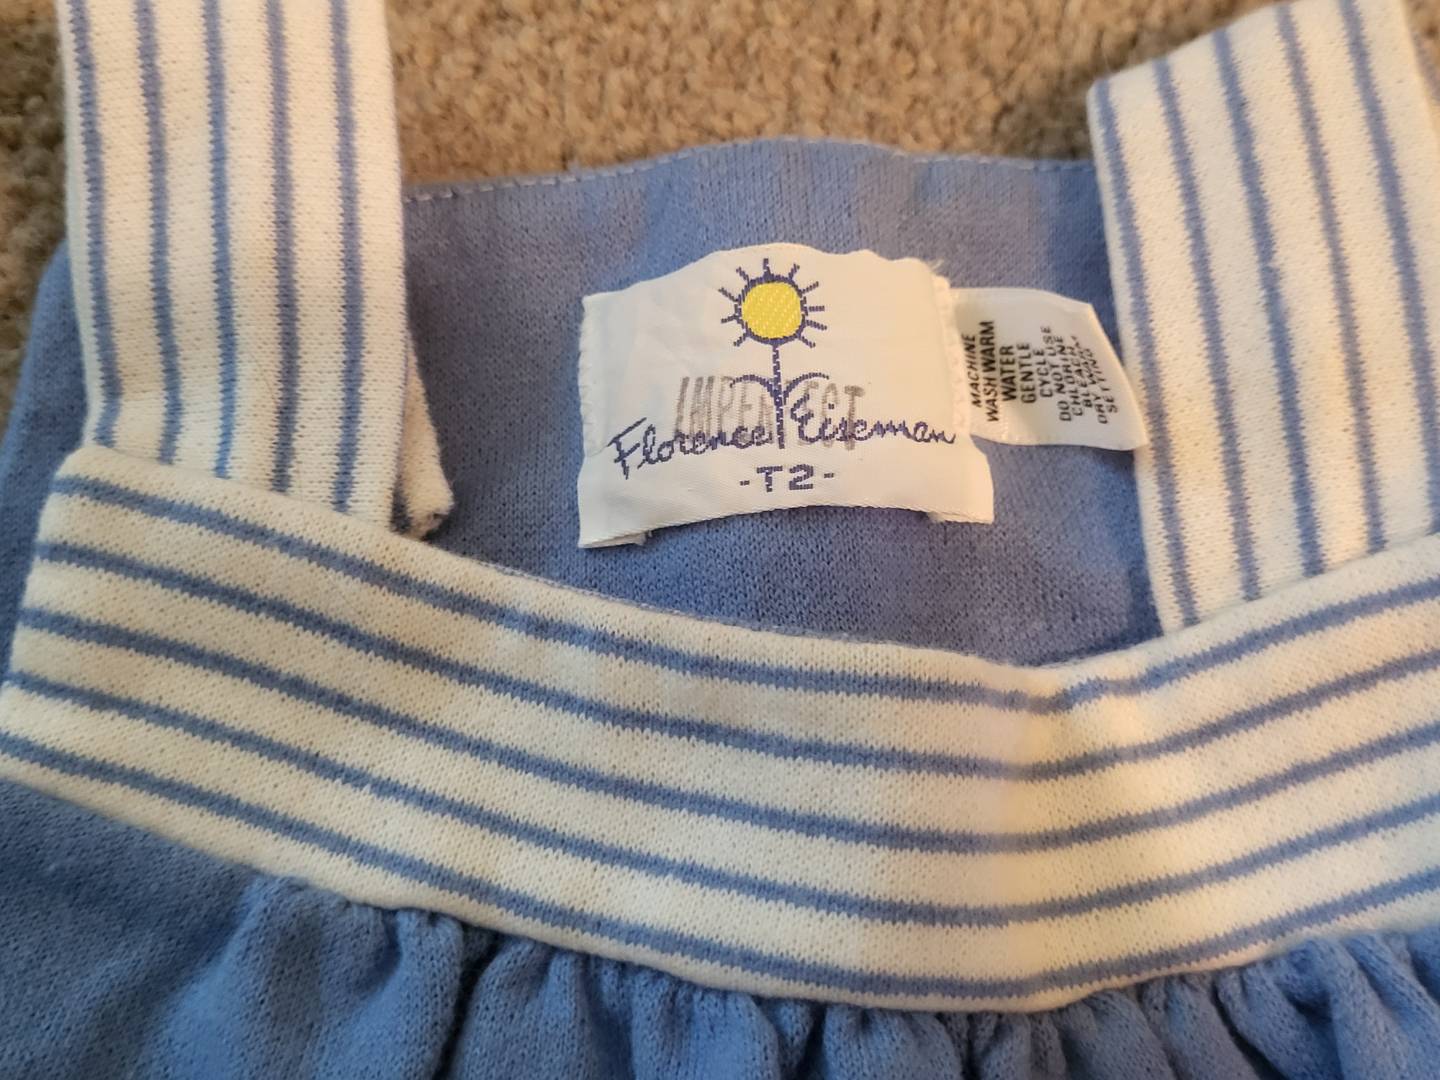 IMPERFECT
Florence Eiseman
-T2-
MACHINE
WASH WARM
WATER
GENTLE
CYCLE
DO NOT USE
CHLORINE
BLEACH
DRY LOW
SETTING